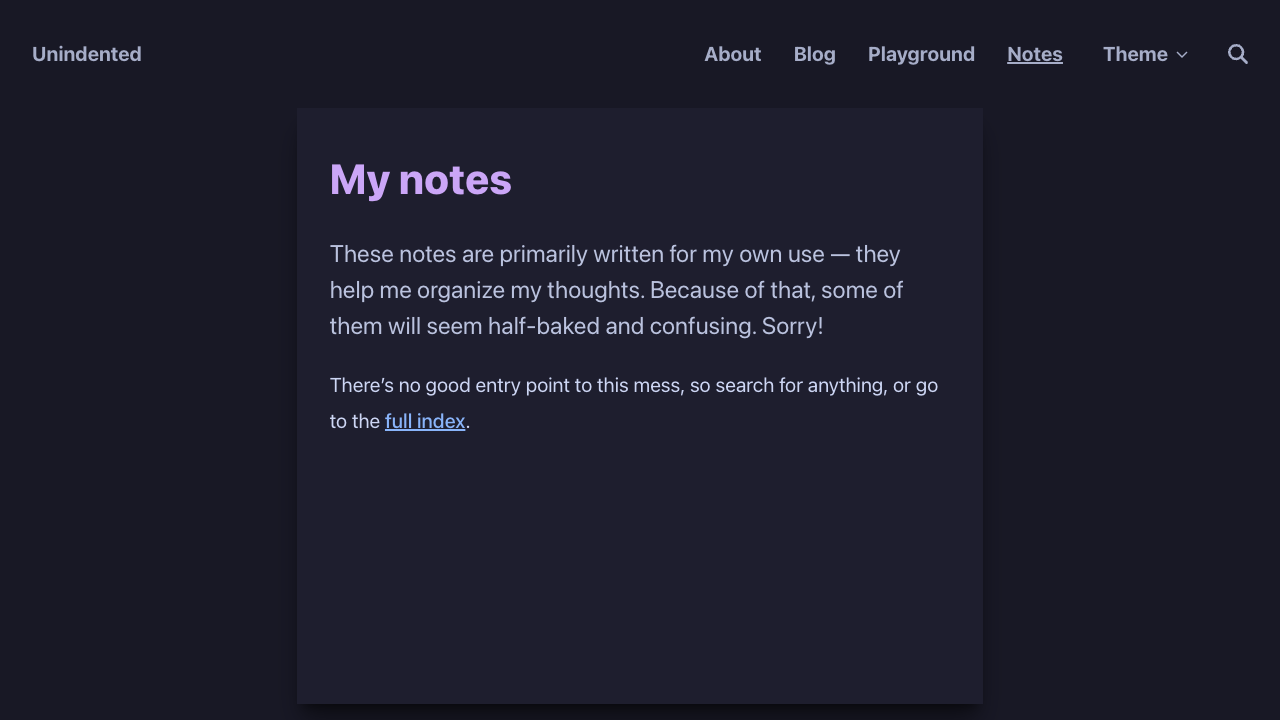 Unindented
About Blog Playground Notes Theme
My notes
These notes are primarily written for my own use — they
help me organize my thoughts. Because of that, some of
them will seem half-baked and confusing. Sorry!
There’s no good entry point to this mess, so search for anything, or go
to the full index.